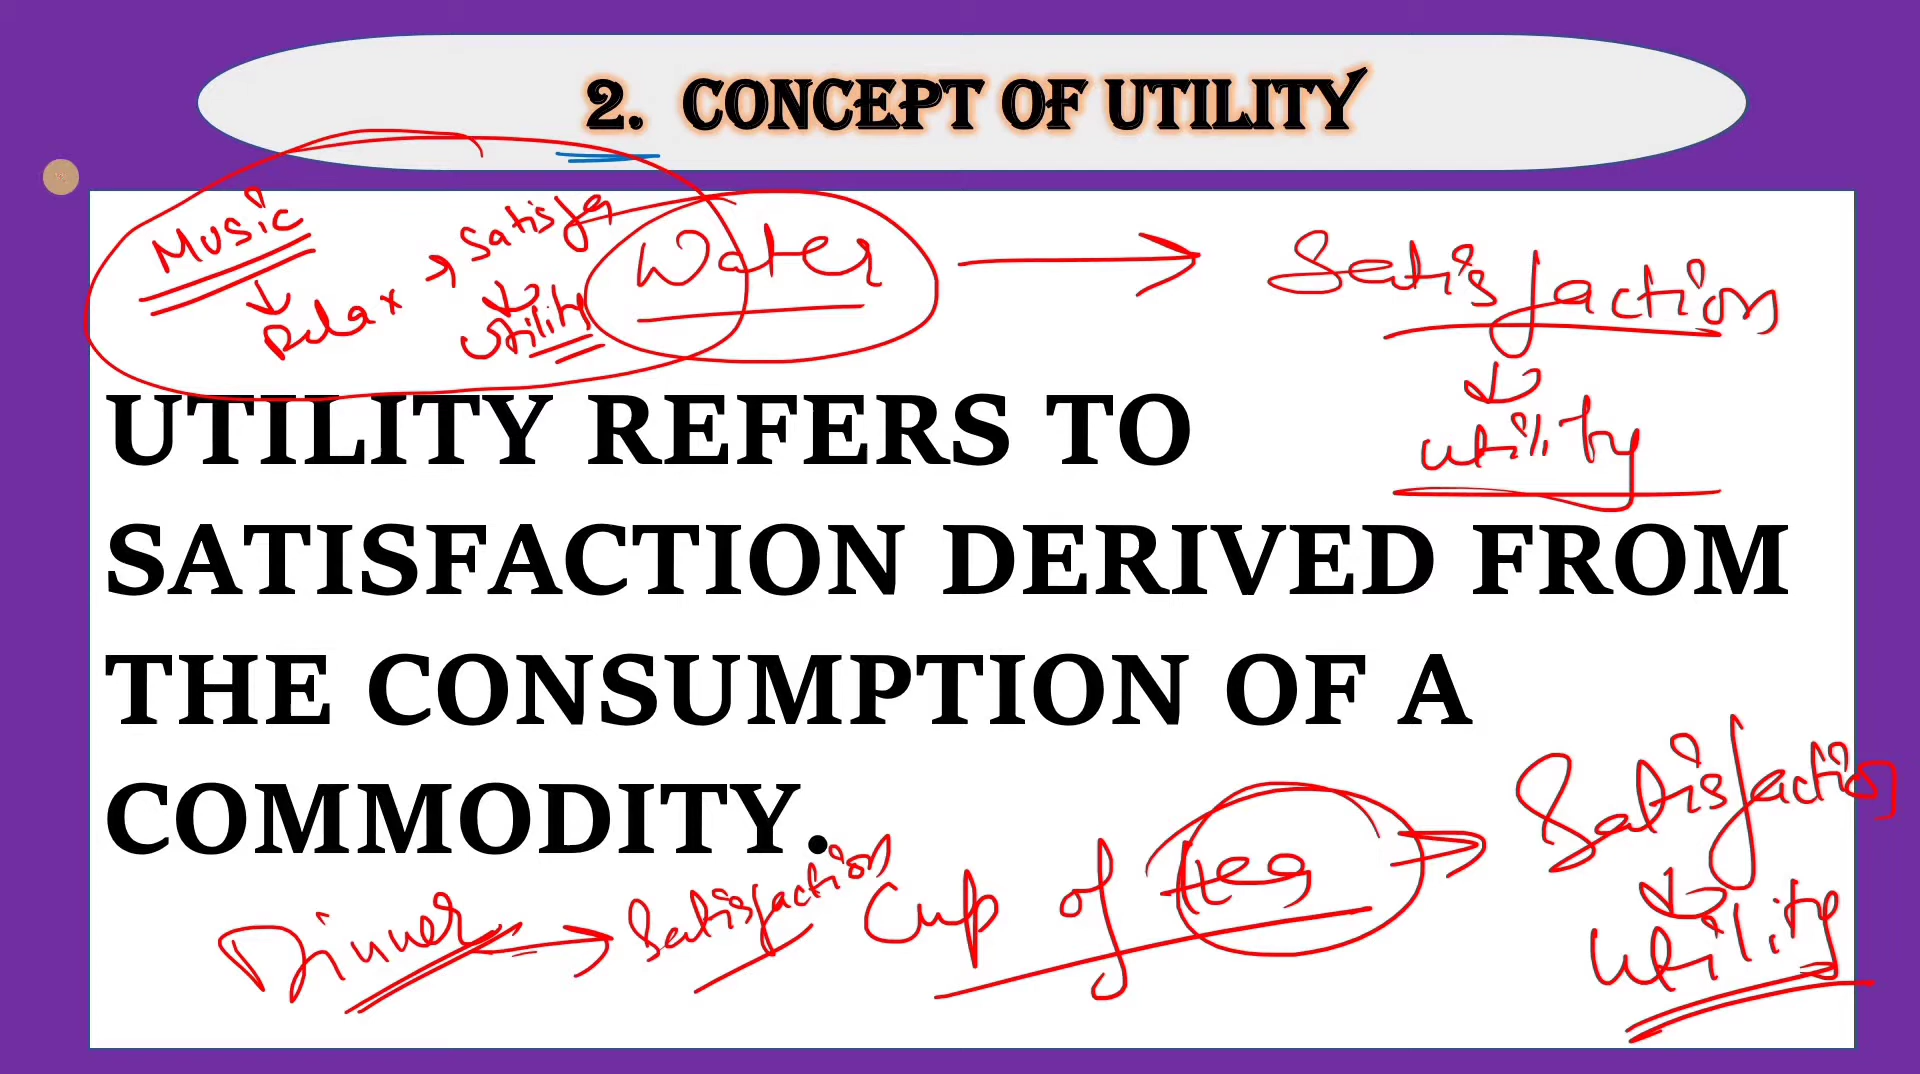 2. CONCEPT OF UTILITY
Music
Relax → Satisfa
Utility
Water → Satisfaction
utility
UTILITY REFERS TO
SATISFACTION DERIVED FROM
THE CONSUMPTION OF A
COMMODITY.
Dinner → Satisfaction
Cup of tea → Satisfaction
utility